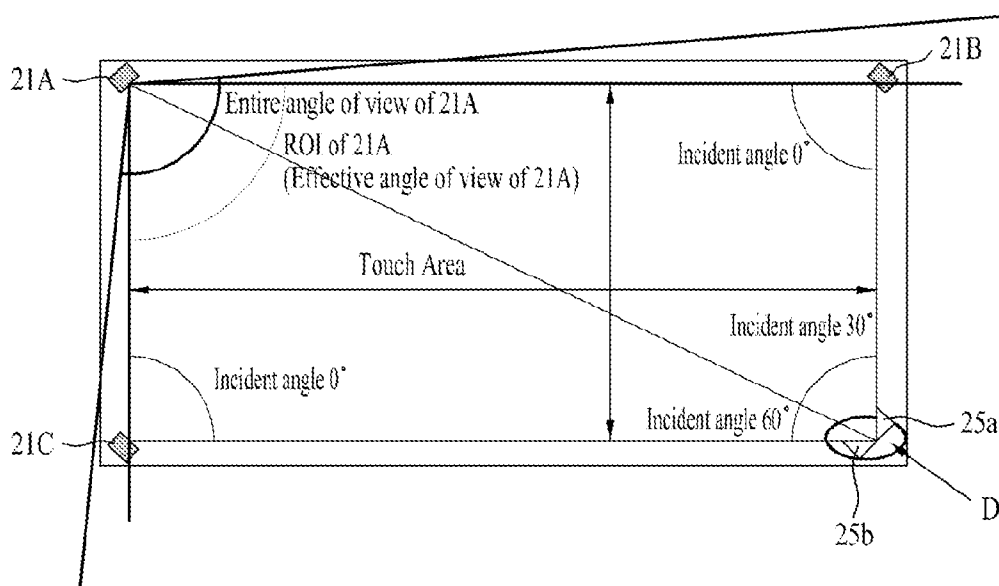 21A
21B
Entire angle of view of 21A
ROI of 21A
(Effective angle of view of 21A)
Incident angle 0°
Touch Area
Incident angle 30°
Incident angle 0°
Incident angle 60°
21C
25a
D
25b